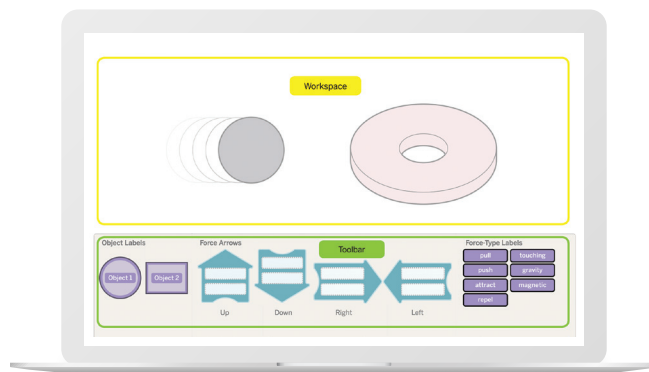 Workspace
Object Labels
Force Arrows
Toolbar
Force-Type Labels
Object 1
Object 2
pull
touching
push
gravity
attract
magnetic
repel
Up
Down
Right
Left